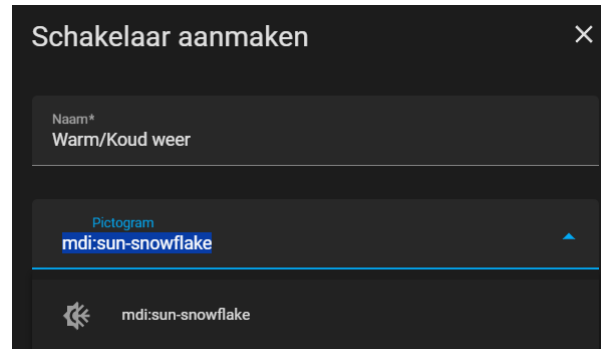 Schakelaar aanmaken
Naam*
Warm/Koud weer
Pictogram
mdi:sun-snowflake
mdi:sun-snowflake